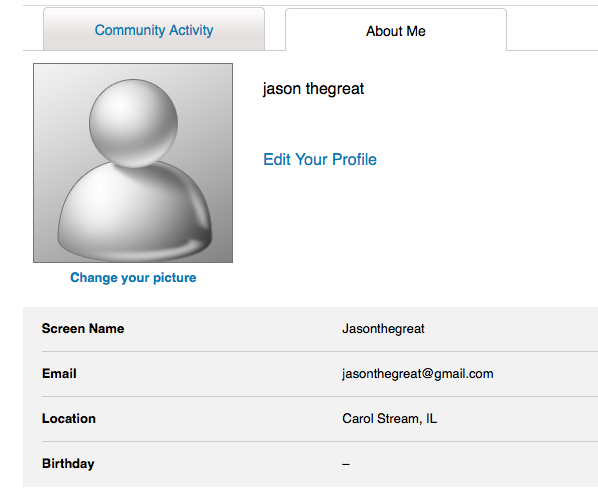 Community Activity
About Me
jason thegreat
Edit Your Profile
Change your picture
Screen Name Jasonthegreat
Email jasonthegreat@gmail.com
Location Carol Stream, IL
Birthday –